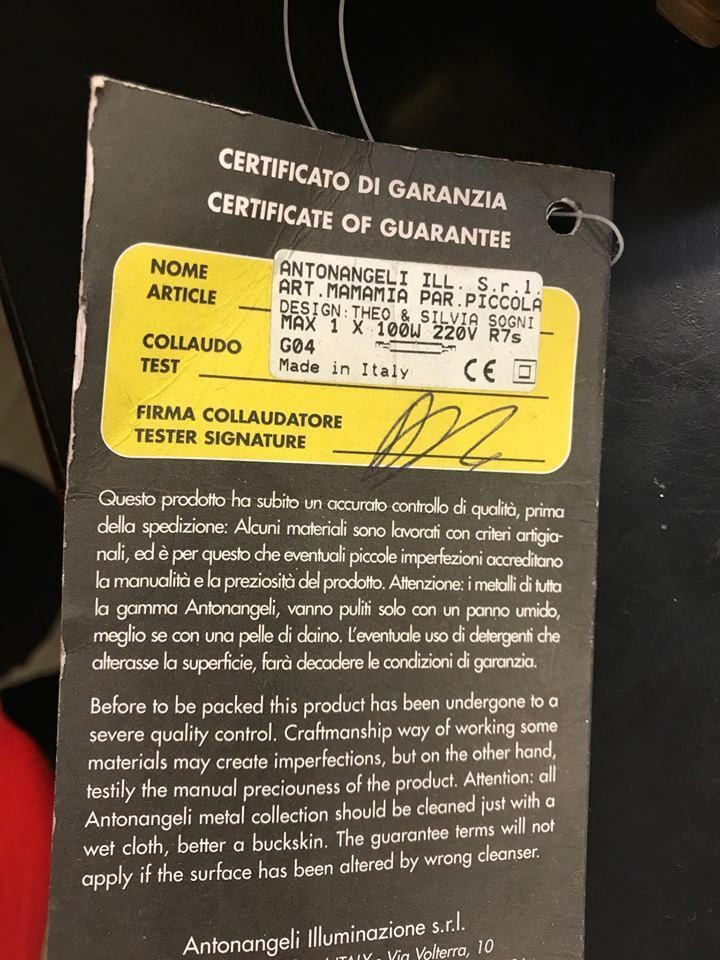 CERTIFICATO DI GARANZIA
CERTIFICATE OF GUARANTEE
NOME
ARTICLE
ANTONANGELI ILL. S.r.l.
ART.MAMAMIA PAR.PICCOLA
DESIGN:THEO & SILVIA SOGNI
MAX 1 X 100W 220V R7s
G04
Made in Italy CE
COLLAUDO
TEST
FIRMA COLLAUDATORE
TESTER SIGNATURE
Questo prodotto ha subito un accurato controllo di qualità, prima
della spedizione: Alcuni materiali sono lavorati con criteri artigia-
nali, ed è per questo che eventuali piccole imperfezioni accreditano
la manualità e la preziosità del prodotto. Attenzione: i metalli di tutta
la gamma Antonangeli, vanno puliti solo con un panno umido,
meglio se con una pelle di daino. L'eventuale uso di detergenti che
alterasse la superficie, farà decadere le condizioni di garanzia.
Before to be packed this product has been undergone to a
severe quality control. Craftmanship way of working some
materials may create imperfections, but on the other hand,
testily the manual preciouness of the product. Attention: all
Antonangeli metal collection should be cleaned just with a
wet cloth, better a buckskin. The guarantee terms will not
apply if the surface has been altered by wrong cleanser.
Antonangeli Illuminazione s.r.l.
ITALY - Via Volterra, 10